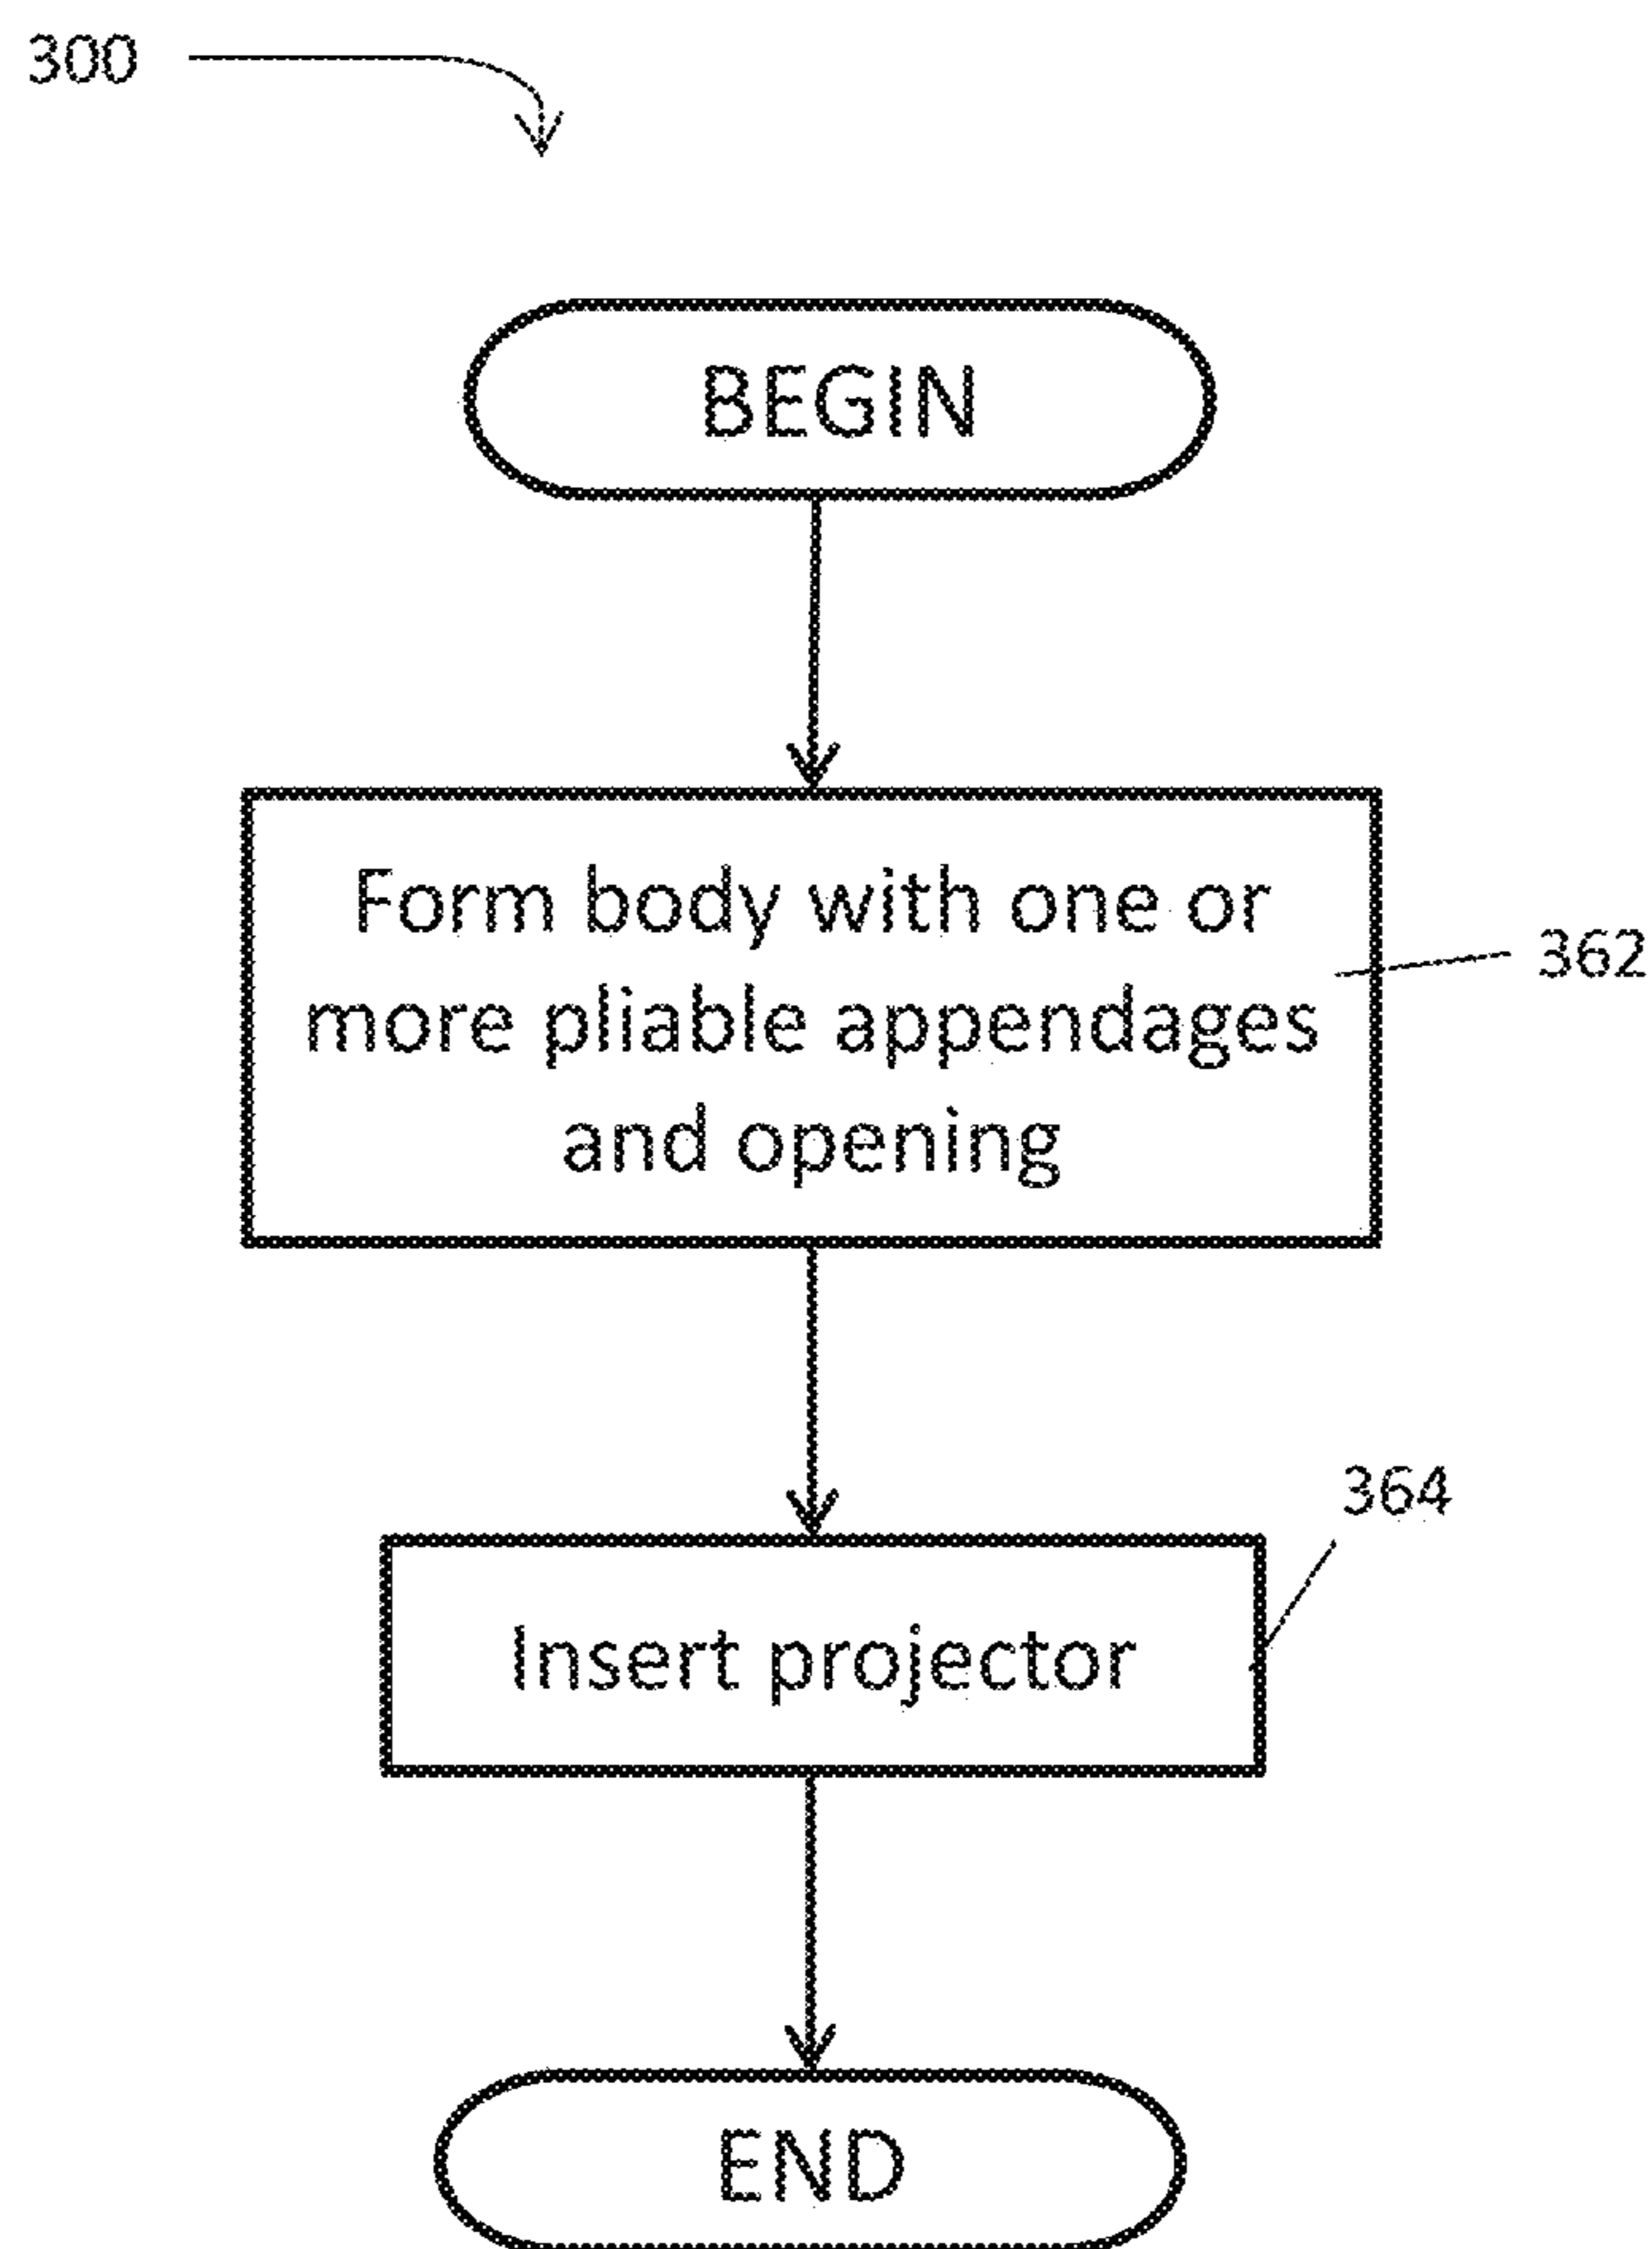 300
BEGIN
Form body with one or
more pliable appendages
and opening
362
364
Insert projector
END